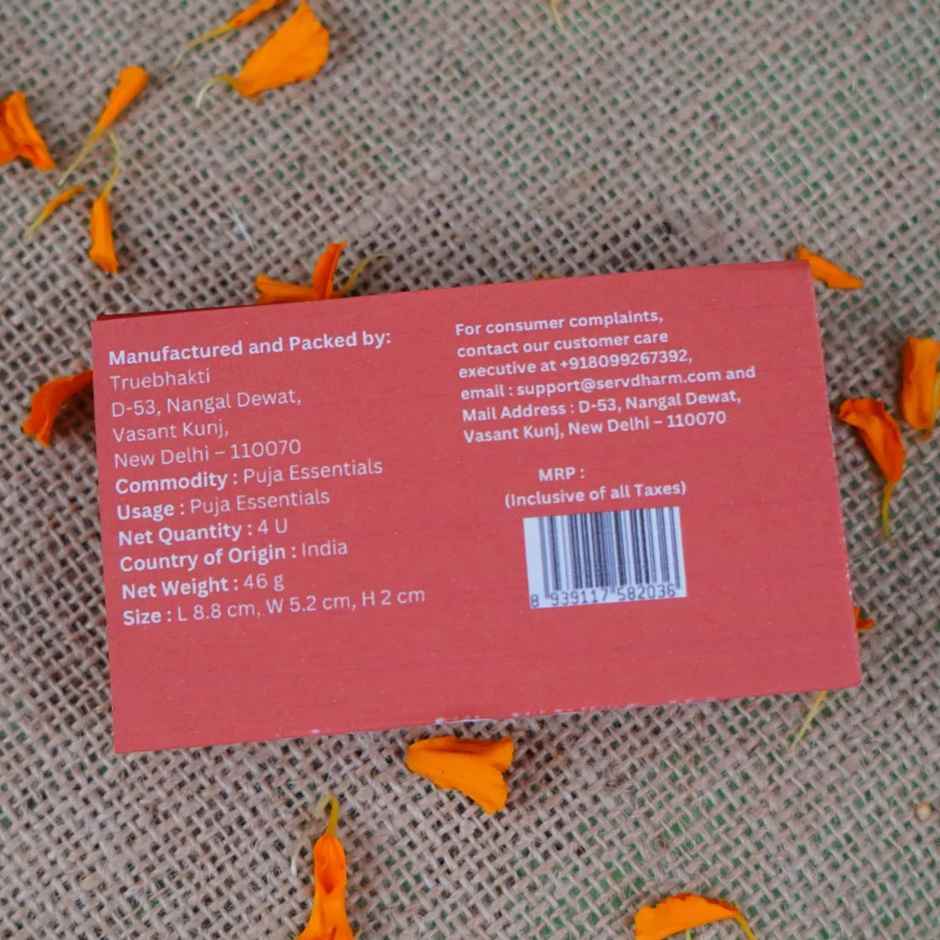 Manufactured and Packed by:
Truebhakti
D-53, Nangal Dewat,
Vasant Kunj,
New Delhi – 110070
Commodity : Puja Essentials
Usage : Puja Essentials
Net Quantity : 4 U
Country of Origin : India
Net Weight : 46 g
Size : L 8.8 cm, W 5.2 cm, H 2 cm
For consumer complaints,
contact our customer care
executive at +918099267392,
email : support@servdharm.com and
Mail Address : D-53, Nangal Dewat,
Vasant Kunj, New Delhi – 110070
MRP :
(Inclusive of all Taxes)
8 939117 582036